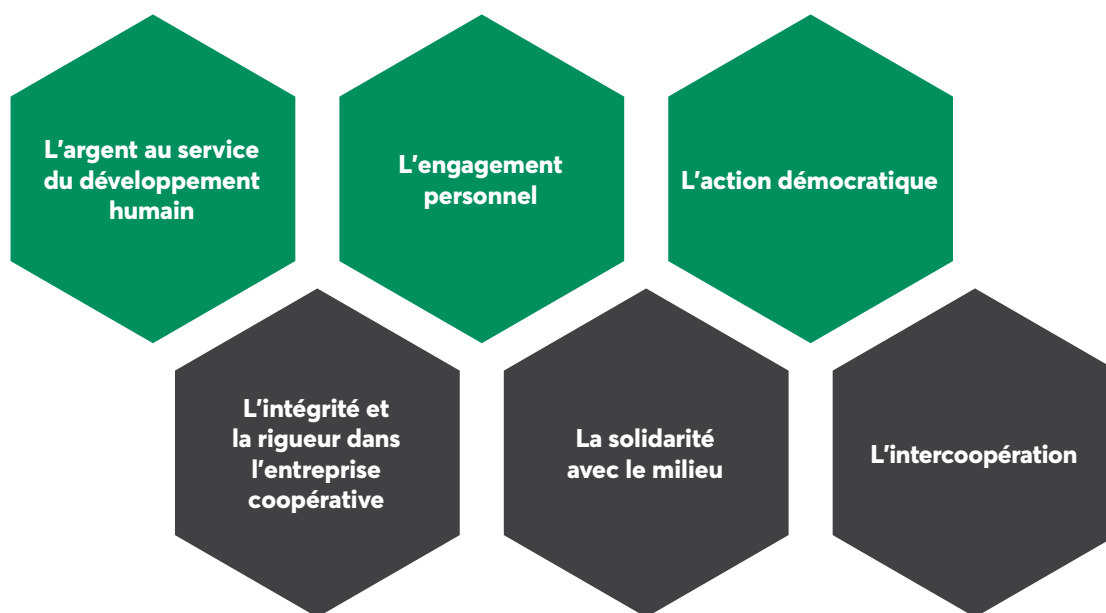 L'argent au service
du développement
humain
L'engagement
personnel
L'action démocratique
L'intégrité et
la rigueur dans
l'entreprise
coopérative
La solidarité
avec le milieu
L'intercoopération